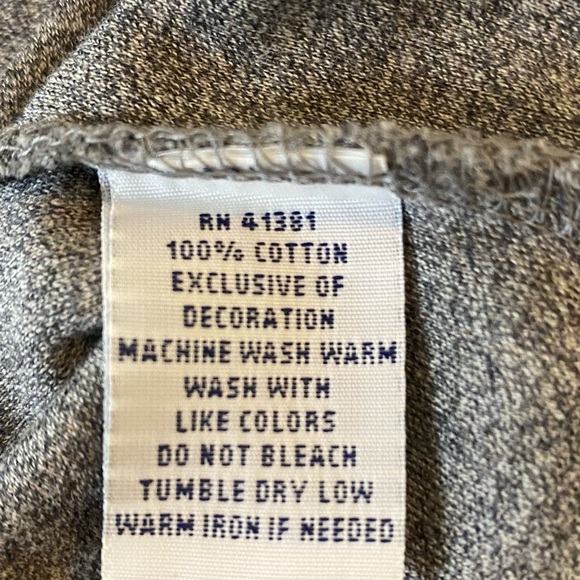 RN 41381
100% COTTON
EXCLUSIVE OF
DECORATION
MACHINE WASH WARM
WASH WITH
LIKE COLORS
DO NOT BLEACH
TUMBLE DRY LOW
WARM IRON IF NEEDED